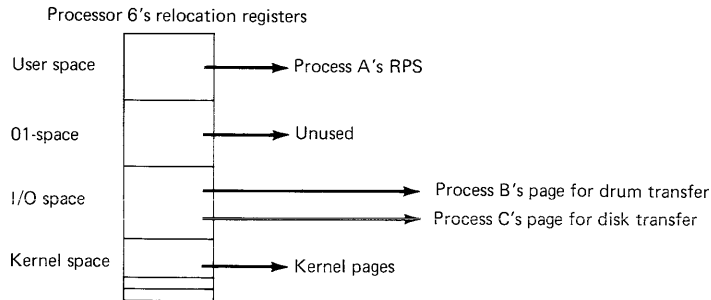 Processor 6's relocation registers
User space
Process A's RPS
01-space
Unused
I/O space
Process B's page for drum transfer
Process C's page for disk transfer
Kernel space
Kernel pages